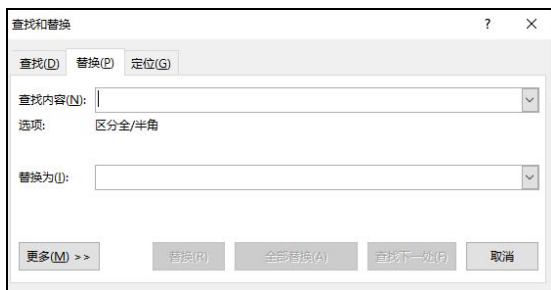 查找和替换
查找(D) 替换(P) 定位(G)
查找内容(N):
选项: 区分全/半角
替换为(I):
更多(M) >> 替换(R) 全部替换(A) 查找下一处(F) 取消